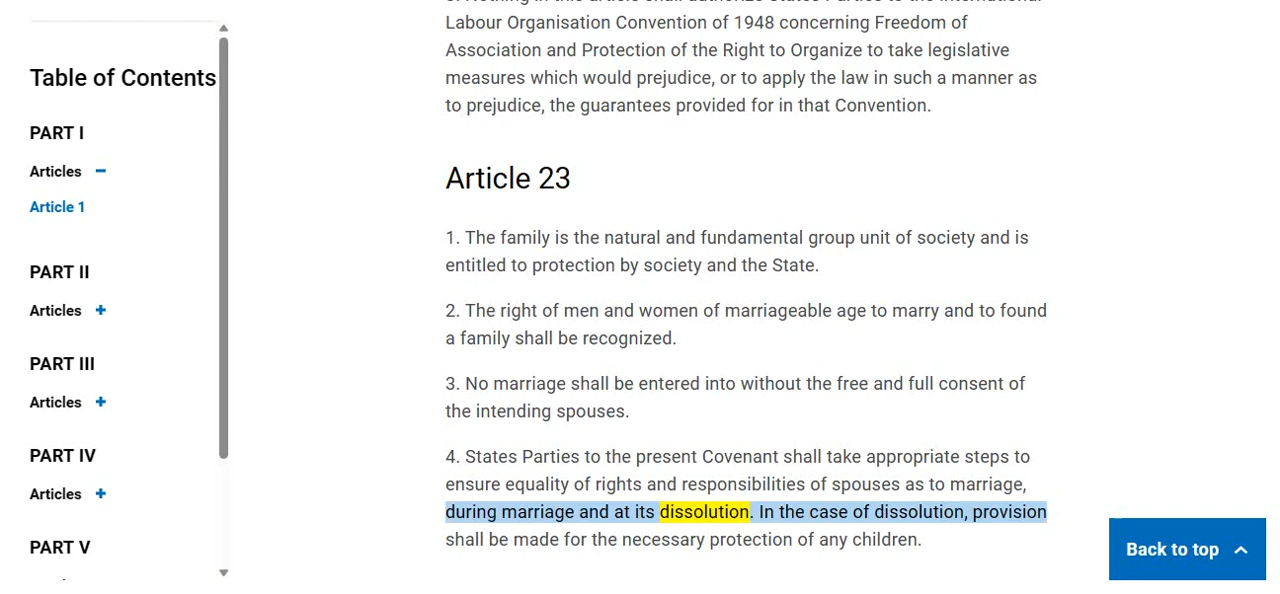 Table of Contents
PART I
Articles −
Article 1
PART II
Articles +
PART III
Articles +
PART IV
Articles +
PART V
Labour Organisation Convention of 1948 concerning Freedom of
Association and Protection of the Right to Organize to take legislative
measures which would prejudice, or to apply the law in such a manner as
to prejudice, the guarantees provided for in that Convention.
Article 23
1. The family is the natural and fundamental group unit of society and is
entitled to protection by society and the State.
2. The right of men and women of marriageable age to marry and to found
a family shall be recognized.
3. No marriage shall be entered into without the free and full consent of
the intending spouses.
4. States Parties to the present Covenant shall take appropriate steps to
ensure equality of rights and responsibilities of spouses as to marriage,
during marriage and at its dissolution. In the case of dissolution, provision
shall be made for the necessary protection of any children.
Back to top